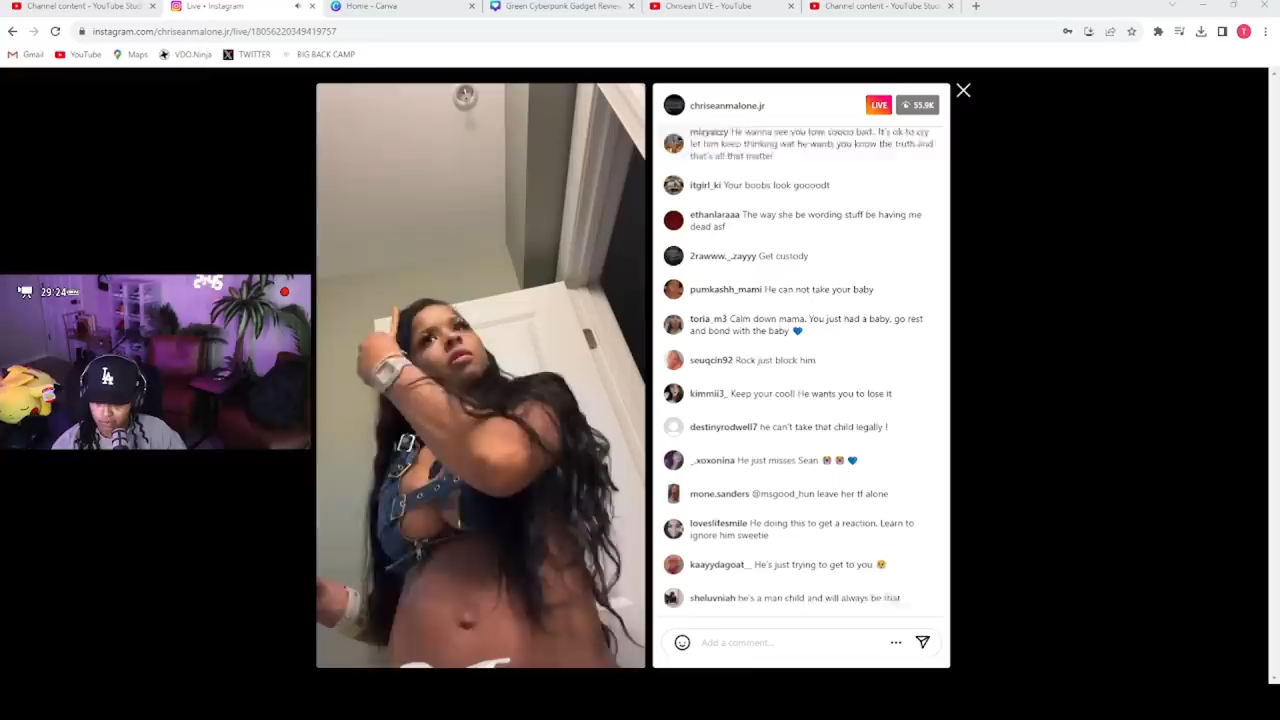 Channel content - YouTube Stud
Live • Instagram
Home - Canva
Green Cyberpunk Gadget Review
Chrisean LIVE - YouTube
Channel content - YouTube Stud
instagram.com/chriseanmalone.jr/live/18056220349419757
T
Gmail
YouTube
Maps
VDO.Ninja
TWITTER
BIG BACK CAMP
chriseanmalone.jr
LIVE
55.9K
He wanna see you torn soooo bad.. It's ok to cry
let him keep thinking wat he want, you know the truth and
that's all that matter
itgirl_ki Your boobs look goooodt
ethanlaraaa The way she be wording stuff be having me
dead asf
2rawww._.zayyy Get custody
pumkashh_mami He can not take your baby
toria_m3 Calm down mama. You just had a baby, go rest
and bond with the baby 💙
seuqcin92 Rock just block him
kimmii3_ Keep your cool! He wants you to lose it
destinyrodwell7 he can't take that child legally !
_.xoxonina He just misses Sean 😭 😭 💙
mone.sanders @msgood_hun leave her tf alone
loveslifesmile He doing this to get a reaction. Learn to
ignore him sweetie
kaayydagoat__ He's just trying to get to you 🥺
sheluvniah he's a man child and will always be that
Add a comment...
29:24
LA